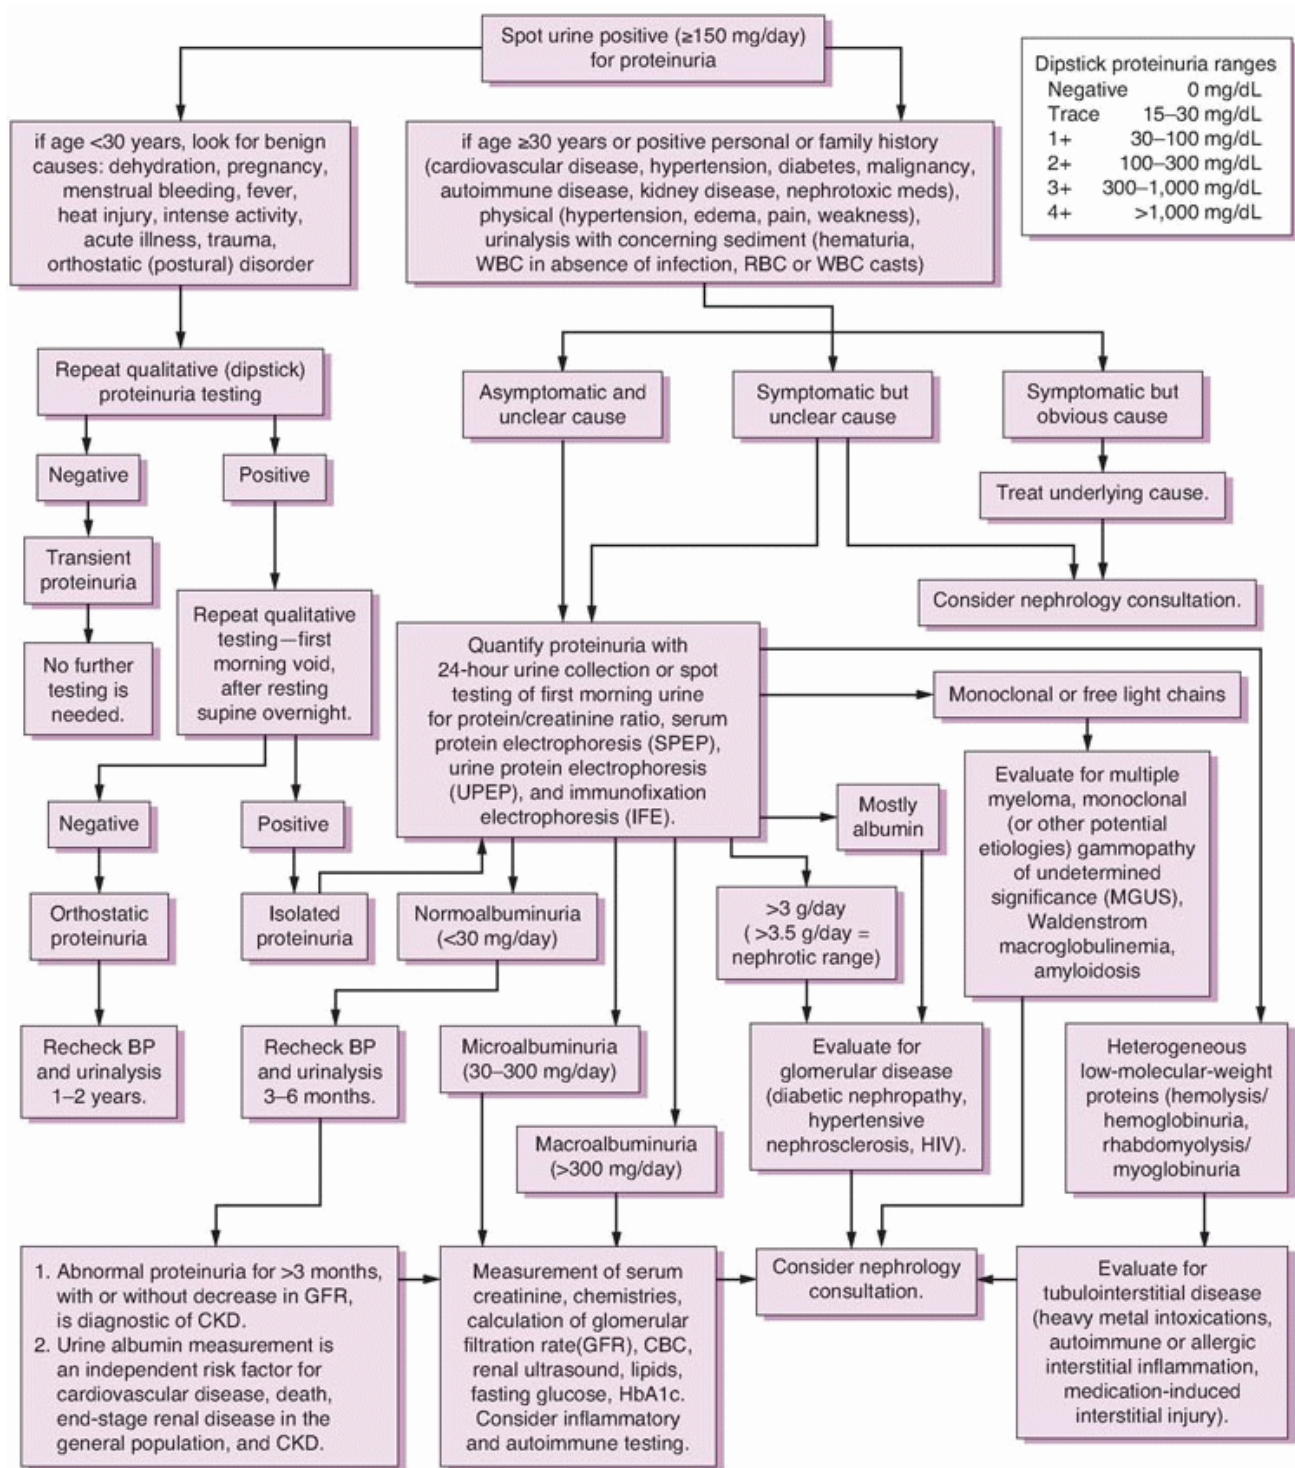 Spot urine positive (≥150 mg/day)
for proteinuria
Dipstick proteinuria ranges
Negative 0 mg/dL
Trace 15–30 mg/dL
1+ 30–100 mg/dL
2+ 100–300 mg/dL
3+ 300–1,000 mg/dL
4+ >1,000 mg/dL
if age <30 years, look for benign
causes: dehydration, pregnancy,
menstrual bleeding, fever,
heat injury, intense activity,
acute illness, trauma,
orthostatic (postural) disorder
if age ≥30 years or positive personal or family history
(cardiovascular disease, hypertension, diabetes, malignancy,
autoimmune disease, kidney disease, nephrotoxic meds),
physical (hypertension, edema, pain, weakness),
urinalysis with concerning sediment (hematuria,
WBC in absence of infection, RBC or WBC casts)
Repeat qualitative (dipstick)
proteinuria testing
Asymptomatic and
unclear cause
Symptomatic but
unclear cause
Symptomatic but
obvious cause
Negative
Positive
Treat underlying cause.
Transient
proteinuria
Consider nephrology consultation.
Repeat qualitative
testing—first
morning void,
after resting
supine overnight.
No further
testing is
needed.
Quantify proteinuria with
24-hour urine collection or spot
testing of first morning urine
for protein/creatinine ratio, serum
protein electrophoresis (SPEP),
urine protein electrophoresis
(UPEP), and immunofixation
electrophoresis (IFE).
Monoclonal or free light chains
Evaluate for multiple
myeloma, monoclonal
(or other potential
etiologies) gammopathy
of undetermined
significance (MGUS),
Waldenstrom
macroglobulinemia,
amyloidosis
Mostly
albumin
Negative
Positive
Orthostatic
proteinuria
Isolated
proteinuria
Normoalbuminuria
(<30 mg/day)
>3 g/day
( >3.5 g/day =
nephrotic range)
Recheck BP
and urinalysis
1–2 years.
Recheck BP
and urinalysis
3–6 months.
Microalbuminuria
(30–300 mg/day)
Macroalbuminuria
(>300 mg/day)
Evaluate for
glomerular disease
(diabetic nephropathy,
hypertensive
nephrosclerosis, HIV).
Heterogeneous
low-molecular-weight
proteins (hemolysis/
hemoglobinuria,
rhabdomyolysis/
myoglobinuria
1. Abnormal proteinuria for >3 months,
with or without decrease in GFR,
is diagnostic of CKD.
2. Urine albumin measurement is
an independent risk factor for
cardiovascular disease, death,
end-stage renal disease in the
general population, and CKD.
Measurement of serum
creatinine, chemistries,
calculation of glomerular
filtration rate(GFR), CBC,
renal ultrasound, lipids,
fasting glucose, HbA1c.
Consider inflammatory
and autoimmune testing.
Consider nephrology
consultation.
Evaluate for
tubulointerstitial disease
(heavy metal intoxications,
autoimmune or allergic
interstitial inflammation,
medication-induced
interstitial injury).